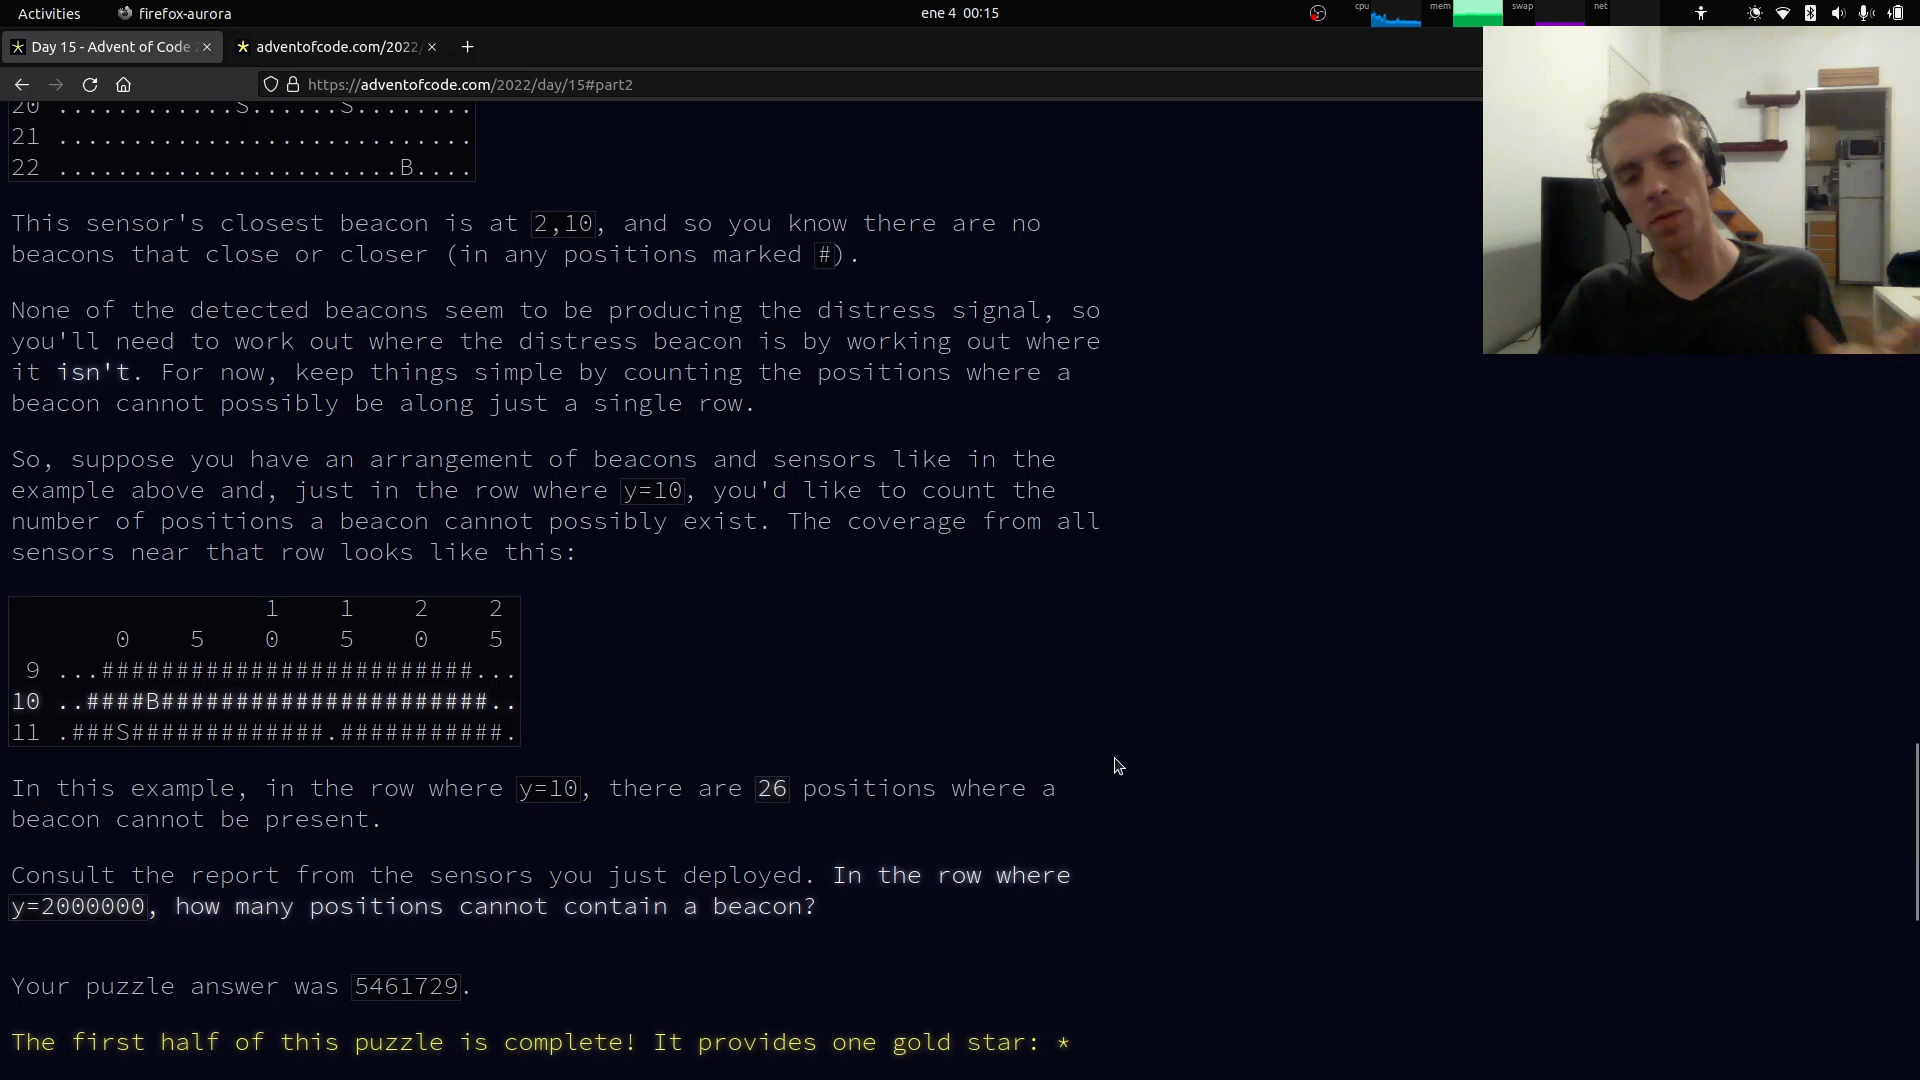 Activities
firefox-aurora
ene 4 00:15
cpu
mem
swap
net
Day 15 - Advent of Code 2
adventofcode.com/2022/
https://adventofcode.com/2022/day/15#part2
20 ............S......S........
21 ............................
22 .......................B....
This sensor's closest beacon is at 2,10, and so you know there are no
beacons that close or closer (in any positions marked #).
None of the detected beacons seem to be producing the distress signal, so
you'll need to work out where the distress beacon is by working out where
it isn't. For now, keep things simple by counting the positions where a
beacon cannot possibly be along just a single row.
So, suppose you have an arrangement of beacons and sensors like in the
example above and, just in the row where y=10, you'd like to count the
number of positions a beacon cannot possibly exist. The coverage from all
sensors near that row looks like this:
1 1 2 2
0 5 0 5 0 5
9 ...#########################...
10 ..####B######################..
11 .###S#############.###########.
In this example, in the row where y=10, there are 26 positions where a
beacon cannot be present.
Consult the report from the sensors you just deployed. In the row where
y=2000000, how many positions cannot contain a beacon?
Your puzzle answer was 5461729.
The first half of this puzzle is complete! It provides one gold star: *